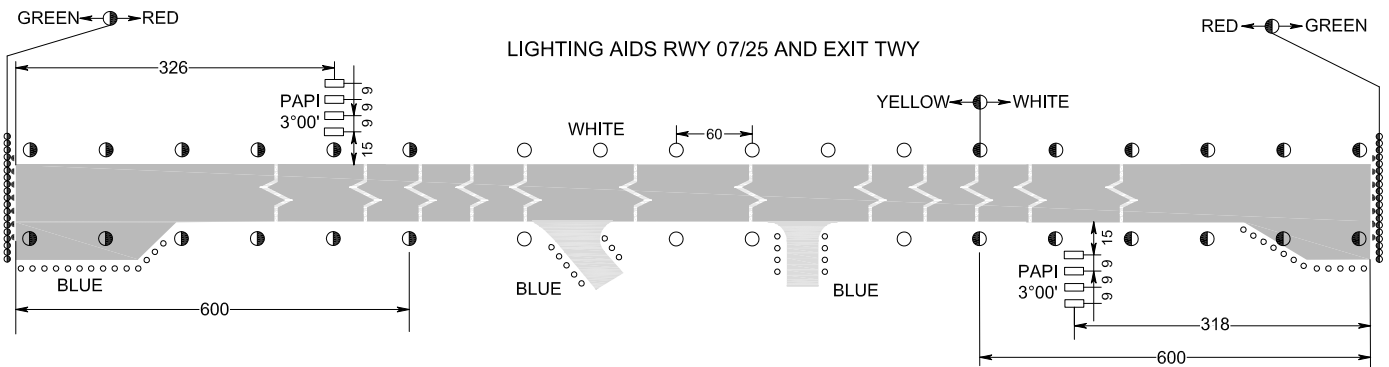 GREEN RED
RED GREEN
LIGHTING AIDS RWY 07/25 AND EXIT TWY
326
PAPI
3°00'
9
9
9
15
WHITE
60
YELLOW WHITE
BLUE
BLUE
BLUE
15
9
9
9
PAPI
3°00'
600
318
600